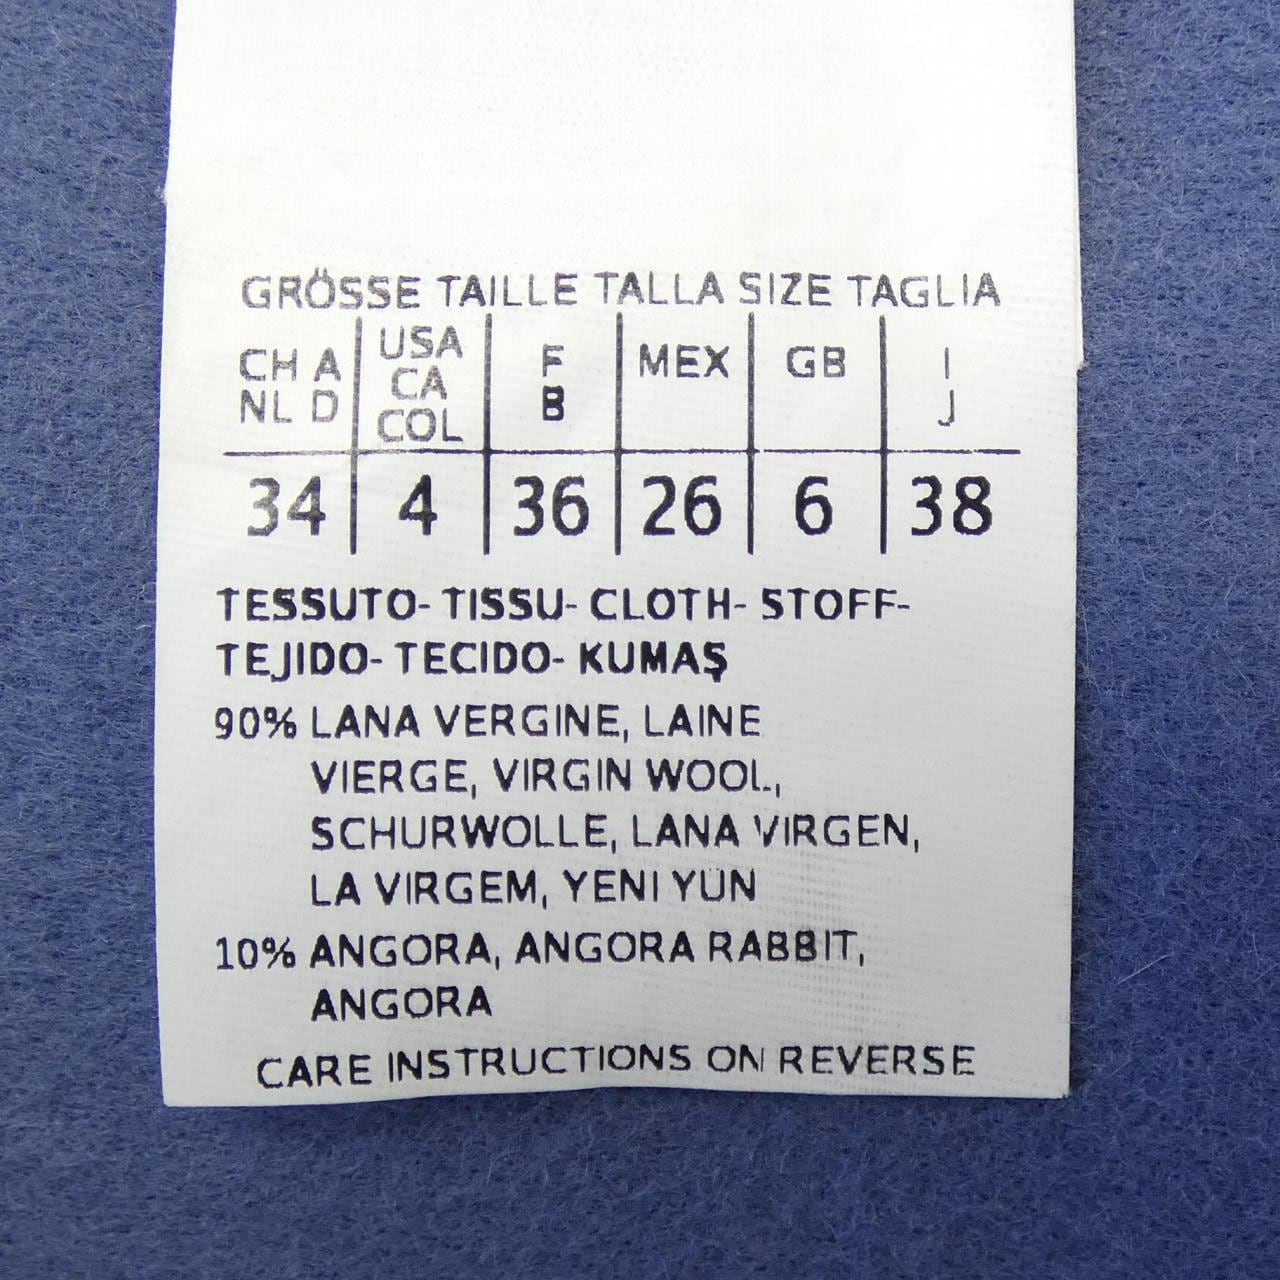 GRÖSSE TAILLE TALLA SIZE TAGLIA
CH A NL D | USA CA COL | F B | MEX | GB | I J
34 | 4 | 36 | 26 | 6 | 38
TESSUTO- TISSU- CLOTH- STOFF-
TEJIDO- TECIDO- KUMAŞ
90% LANA VERGINE, LAINE
VIERGE, VIRGIN WOOL,
SCHURWOLLE, LANA VIRGEN,
LA VIRGEM, YENI YÜN
10% ANGORA, ANGORA RABBIT,
ANGORA
CARE INSTRUCTIONS ON REVERSE